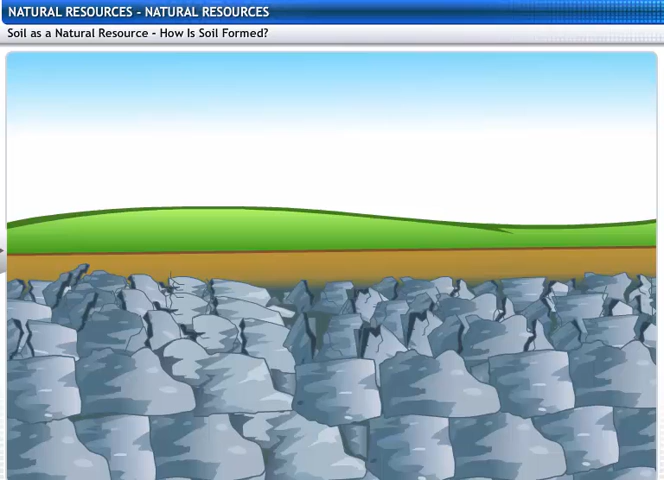 NATURAL RESOURCES - NATURAL RESOURCES
Soil as a Natural Resource - How Is Soil Formed?